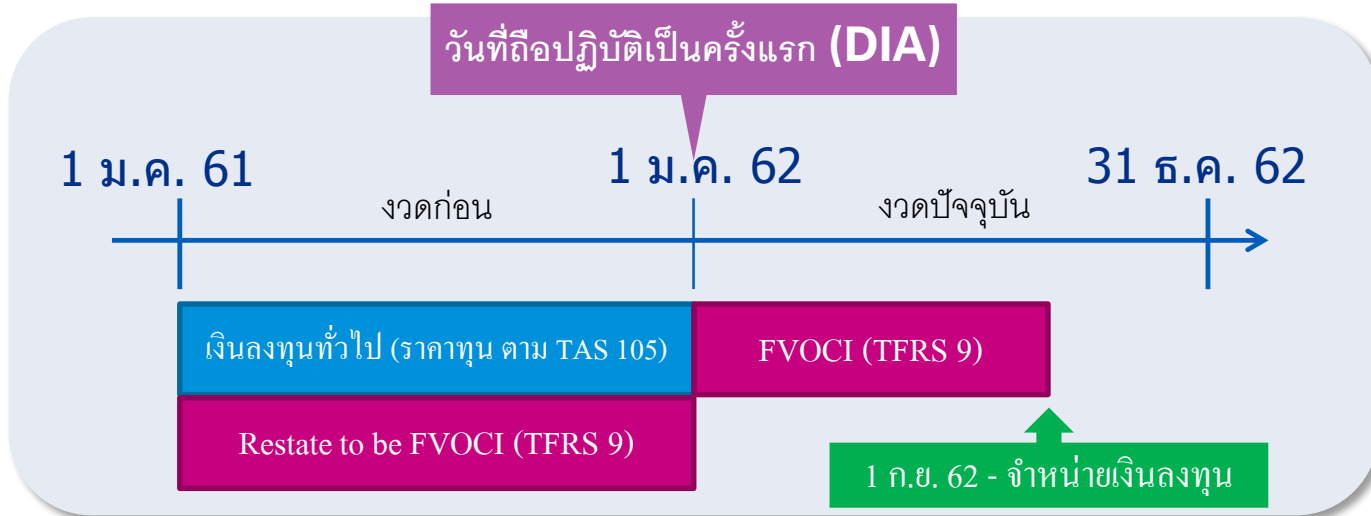 วันที่ถือปฏิบัติเป็นครั้งแรก (DIA)
1 ม.ค. 61
1 ม.ค. 62
31 ธ.ค. 62
งวดก่อน
งวดปัจจุบัน
เงินลงทุนทั่วไป (ราคาทุน ตาม TAS 105)
FVOCI (TFRS 9)
Restate to be FVOCI (TFRS 9)
1 ก.ย. 62 - จำหน่ายเงินลงทุน